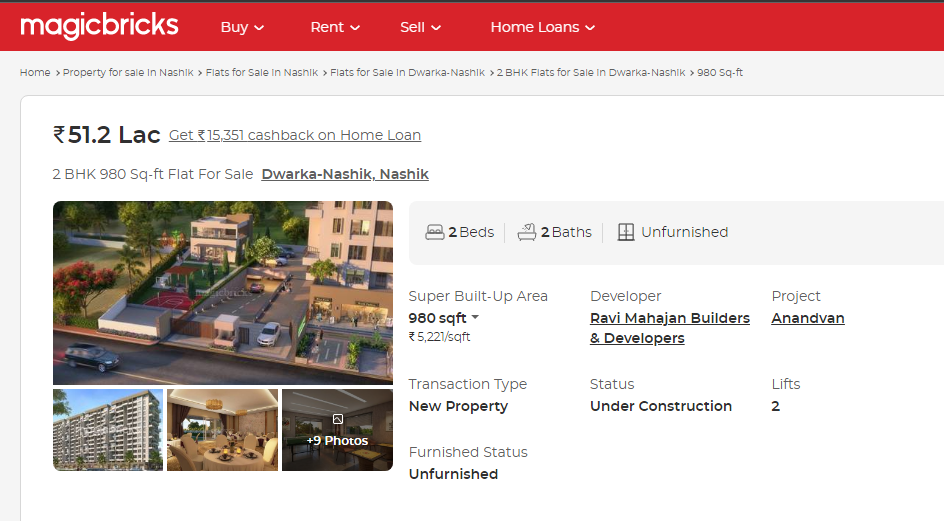 magicbricks Buy Rent Sell Home Loans
Home > Property for sale in Nashik > Flats for Sale in Nashik > Flats for Sale in Dwarka-Nashik > 2 BHK Flats for Sale in Dwarka-Nashik > 980 Sq-ft
₹51.2 Lac Get ₹15,351 cashback on Home Loan
2 BHK 980 Sq-ft Flat For Sale Dwarka-Nashik, Nashik
magicbricks
+9 Photos
2 Beds 2 Baths Unfurnished
Super Built-Up Area
980 sqft
₹5,221/sqft
Developer
Ravi Mahajan Builders
& Developers
Project
Anandvan
Transaction Type
New Property
Status
Under Construction
Lifts
2
Furnished Status
Unfurnished